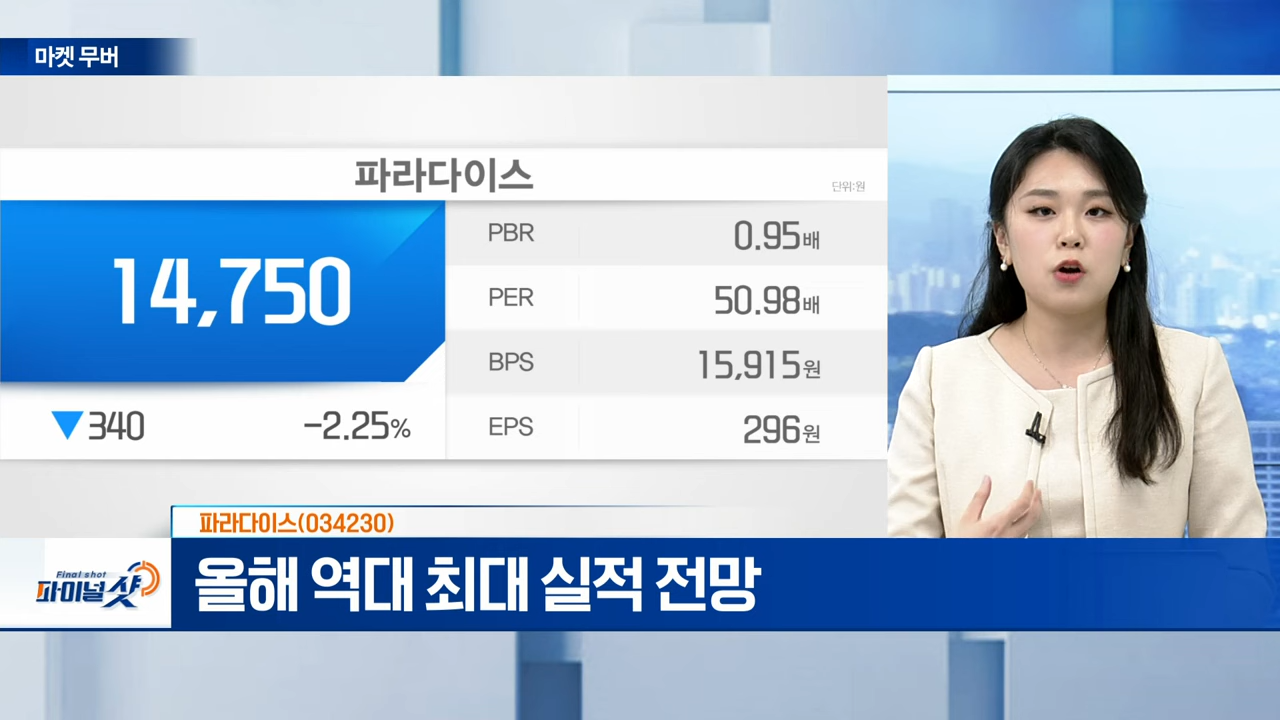 마켓 무버
파라다이스
단위:원
14,750
▼340 -2.25%
PBR 0.95배
PER 50.98배
BPS 15,915원
EPS 296원
파라다이스(034230)
Final shot
파이널샷
올해 역대 최대 실적 전망